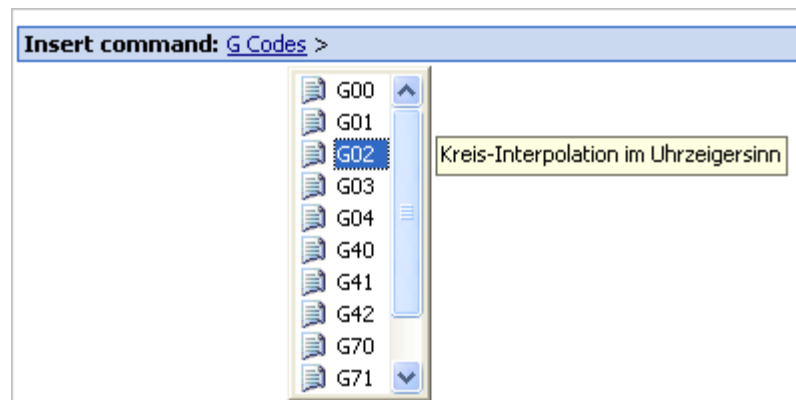 Insert command: G Codes >
G00
G01
G02
Kreis-Interpolation im Uhrzeigersinn
G03
G04
G40
G41
G42
G70
G71